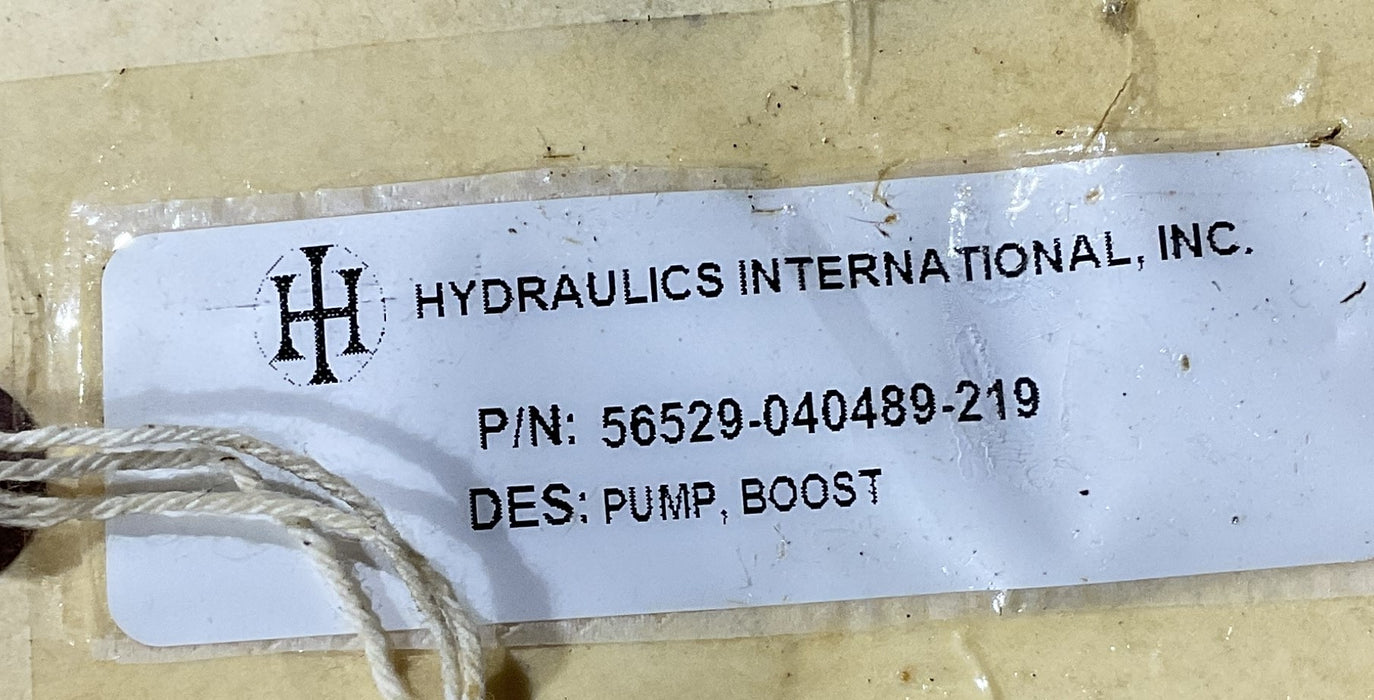 HYDRAULICS INTERNATIONAL, INC.
P/N: 56529-040489-219
DES: PUMP, BOOST